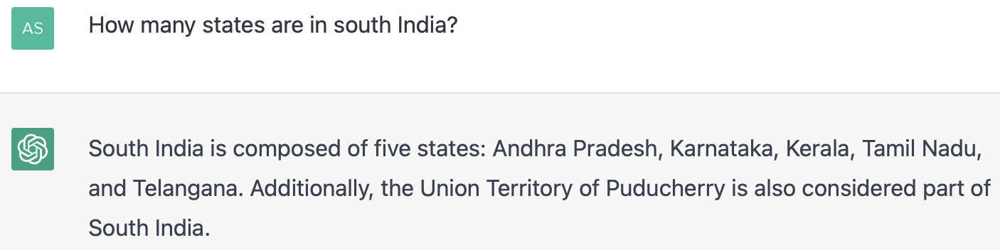 AS
How many states are in south India?
South India is composed of five states: Andhra Pradesh, Karnataka, Kerala, Tamil Nadu,
and Telangana. Additionally, the Union Territory of Puducherry is also considered part of
South India.